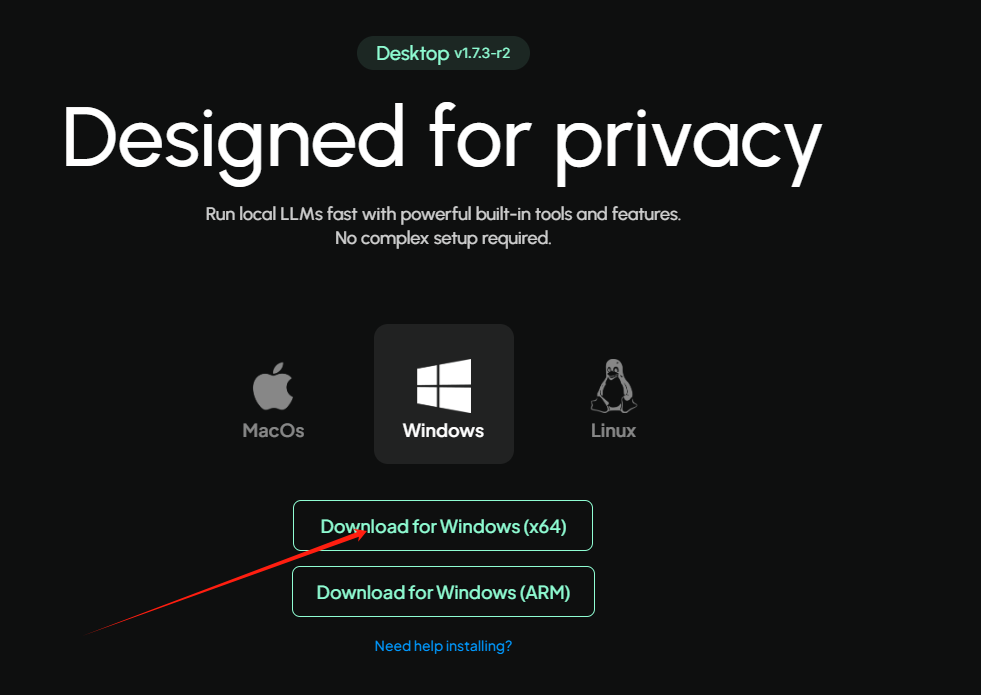 Desktop v1.7.3-r2
Designed for privacy
Run local LLMs fast with powerful built-in tools and features.
No complex setup required.
MacOs
Windows
Linux
Download for Windows (x64)
Download for Windows (ARM)
Need help installing?